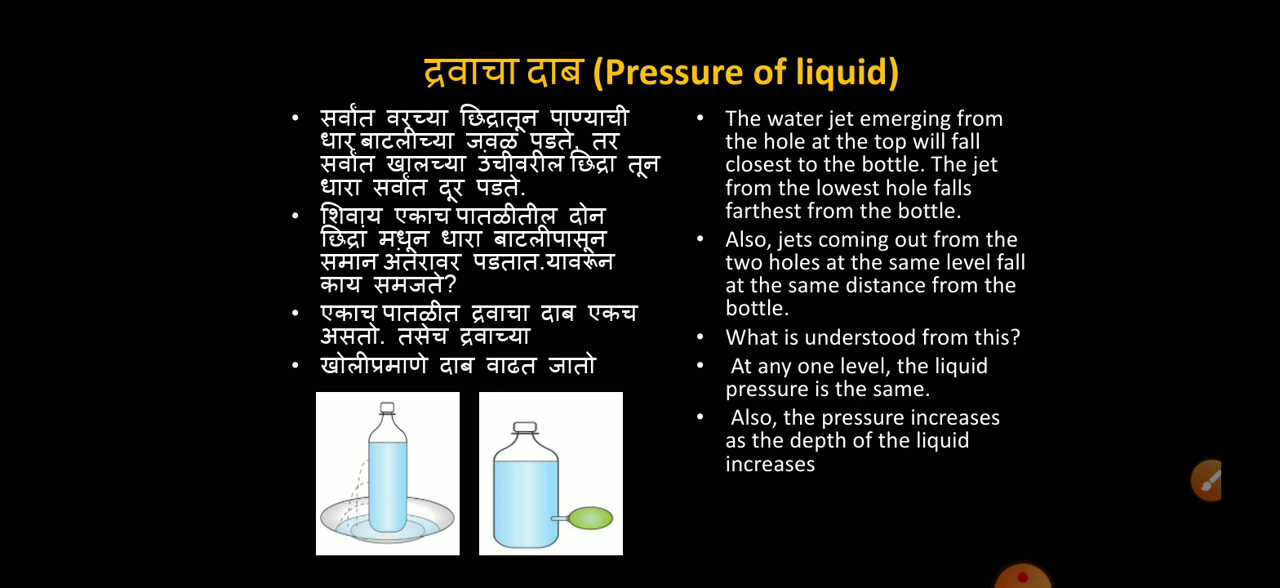 द्रवाचा दाब (Pressure of liquid)
• सर्वांत वरच्या छिद्रातून पाण्याची
धार बाटलीच्या जवळ पडते, तर
सर्वांत खालच्या उंचीवरील छिद्रा तून
धारा सर्वांत दूर पडते.
• शिवाय एकाच पातळीतील दोन
छिद्रां मधून धारा बाटलीपासून
समान अंतरावर पडतात.यावरून
काय समजते?
• एकाच पातळीत द्रवाचा दाब एकच
असतो. तसेच द्रवाच्या
• खोलीप्रमाणे दाब वाढत जातो
• The water jet emerging from
the hole at the top will fall
closest to the bottle. The jet
from the lowest hole falls
farthest from the bottle.
• Also, jets coming out from the
two holes at the same level fall
at the same distance from the
bottle.
• What is understood from this?
• At any one level, the liquid
pressure is the same.
• Also, the pressure increases
as the depth of the liquid
increases